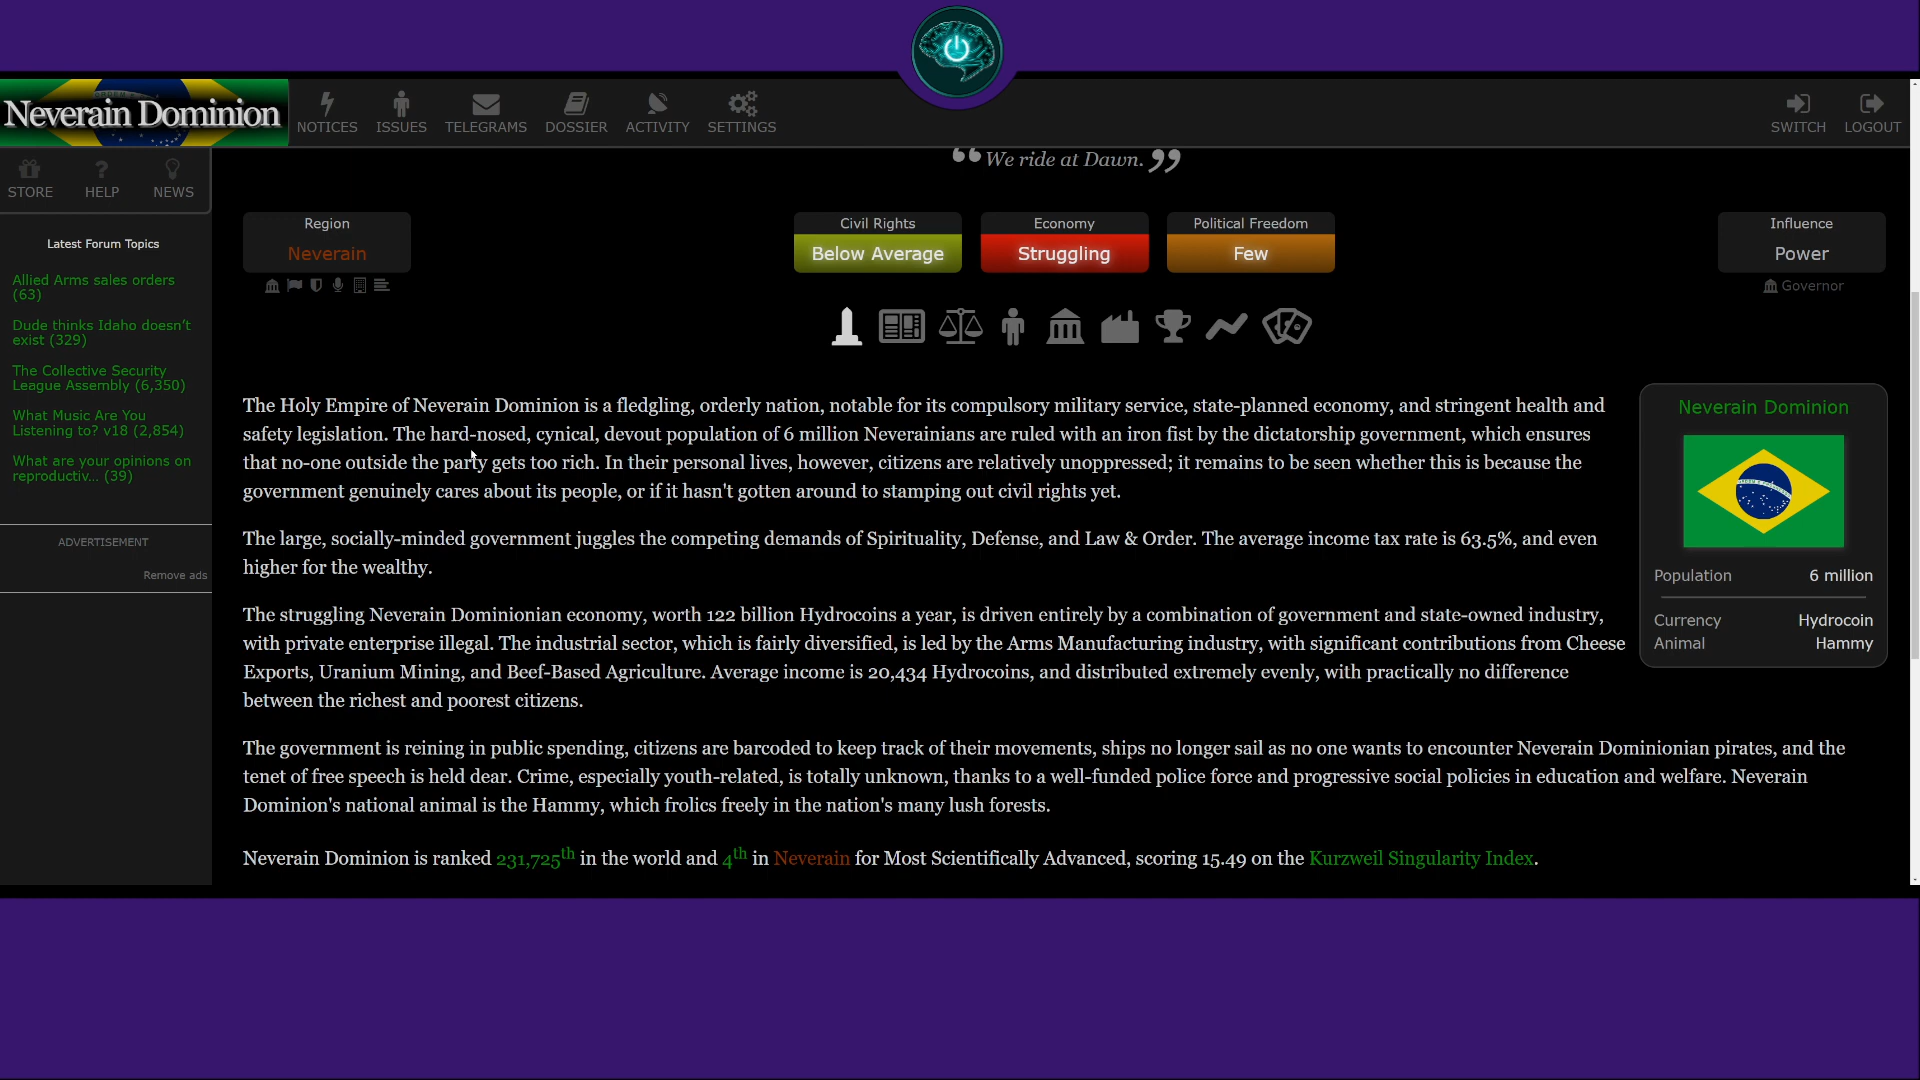 Neverain Dominion
NOTICES
ISSUES
TELEGRAMS
DOSSIER
ACTIVITY
SETTINGS
SWITCH
LOGOUT
STORE
HELP
NEWS
Latest Forum Topics
Allied Arms sales orders
(63)
Dude thinks Idaho doesn't
exist (329)
The Collective Security
League Assembly (6,350)
What Music Are You
Listening to? v18 (2,854)
What are your opinions on
reproductiv... (39)
ADVERTISEMENT
Remove ads
❝ We ride at Dawn. ❞
Region
Neverain
Civil Rights
Below Average
Economy
Struggling
Political Freedom
Few
Influence
Power
Governor
The Holy Empire of Neverain Dominion is a fledgling, orderly nation, notable for its compulsory military service, state-planned economy, and stringent health and
safety legislation. The hard-nosed, cynical, devout population of 6 million Neverainians are ruled with an iron fist by the dictatorship government, which ensures
that no-one outside the party gets too rich. In their personal lives, however, citizens are relatively unoppressed; it remains to be seen whether this is because the
government genuinely cares about its people, or if it hasn't gotten around to stamping out civil rights yet.
The large, socially-minded government juggles the competing demands of Spirituality, Defense, and Law & Order. The average income tax rate is 63.5%, and even
higher for the wealthy.
The struggling Neverain Dominionian economy, worth 122 billion Hydrocoins a year, is driven entirely by a combination of government and state-owned industry,
with private enterprise illegal. The industrial sector, which is fairly diversified, is led by the Arms Manufacturing industry, with significant contributions from Cheese
Exports, Uranium Mining, and Beef-Based Agriculture. Average income is 20,434 Hydrocoins, and distributed extremely evenly, with practically no difference
between the richest and poorest citizens.
The government is reining in public spending, citizens are barcoded to keep track of their movements, ships no longer sail as no one wants to encounter Neverain Dominionian pirates, and the
tenet of free speech is held dear. Crime, especially youth-related, is totally unknown, thanks to a well-funded police force and progressive social policies in education and welfare. Neverain
Dominion's national animal is the Hammy, which frolics freely in the nation's many lush forests.
Neverain Dominion is ranked 231,725th in the world and 4th in Neverain for Most Scientifically Advanced, scoring 15.49 on the Kurzweil Singularity Index.
Neverain Dominion
Population 6 million
Currency Hydrocoin
Animal Hammy